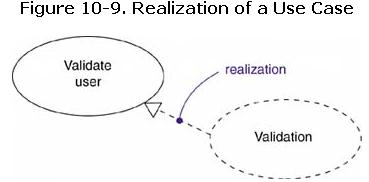 Figure 10-9. Realization of a Use Case
Validate
user
realization
Validation